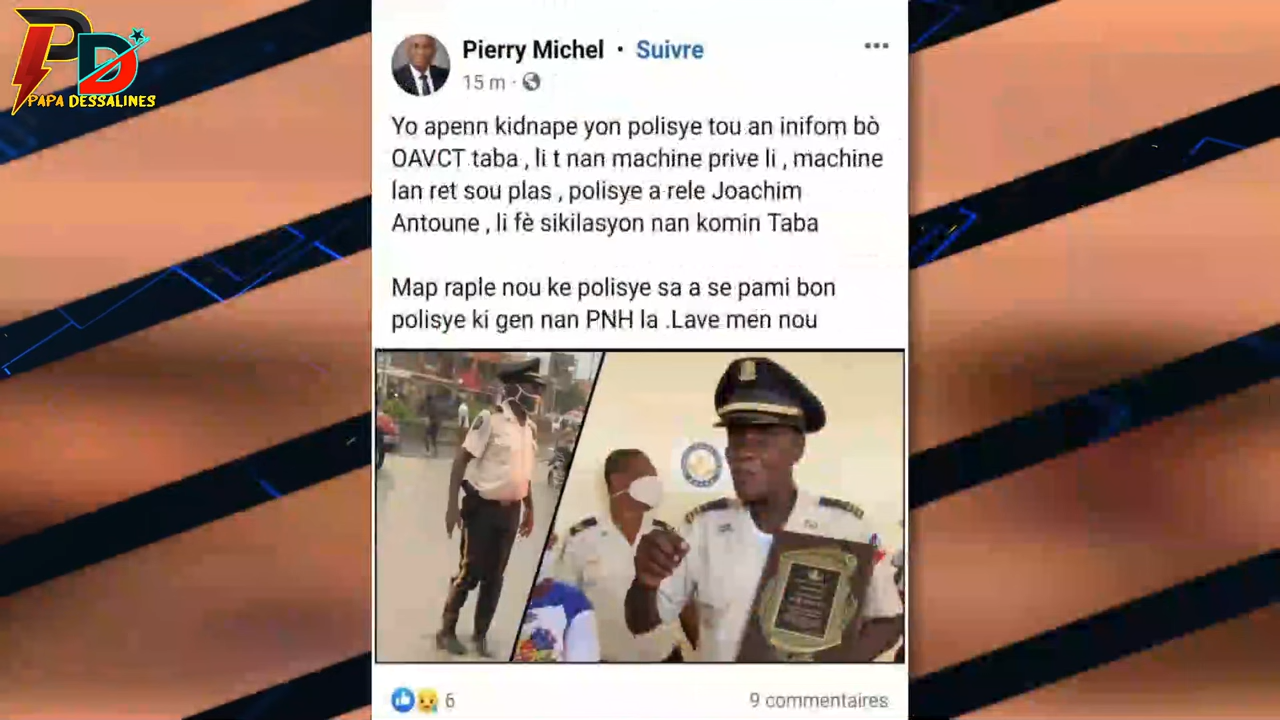 PD
PAPA DESSALINES
Pierry Michel · Suivre
15 m
Yo apenn kidnape yon polisye tou an inifom bò
OAVCT taba , li t nan machine prive li , machine
lan ret sou plas , polisye a rele Joachim
Antoune , li fè sikilasyon nan komin Taba
Map raple nou ke polisye sa a se pami bon
polisye ki gen nan PNH la .Lave men nou
6
9 commentaires